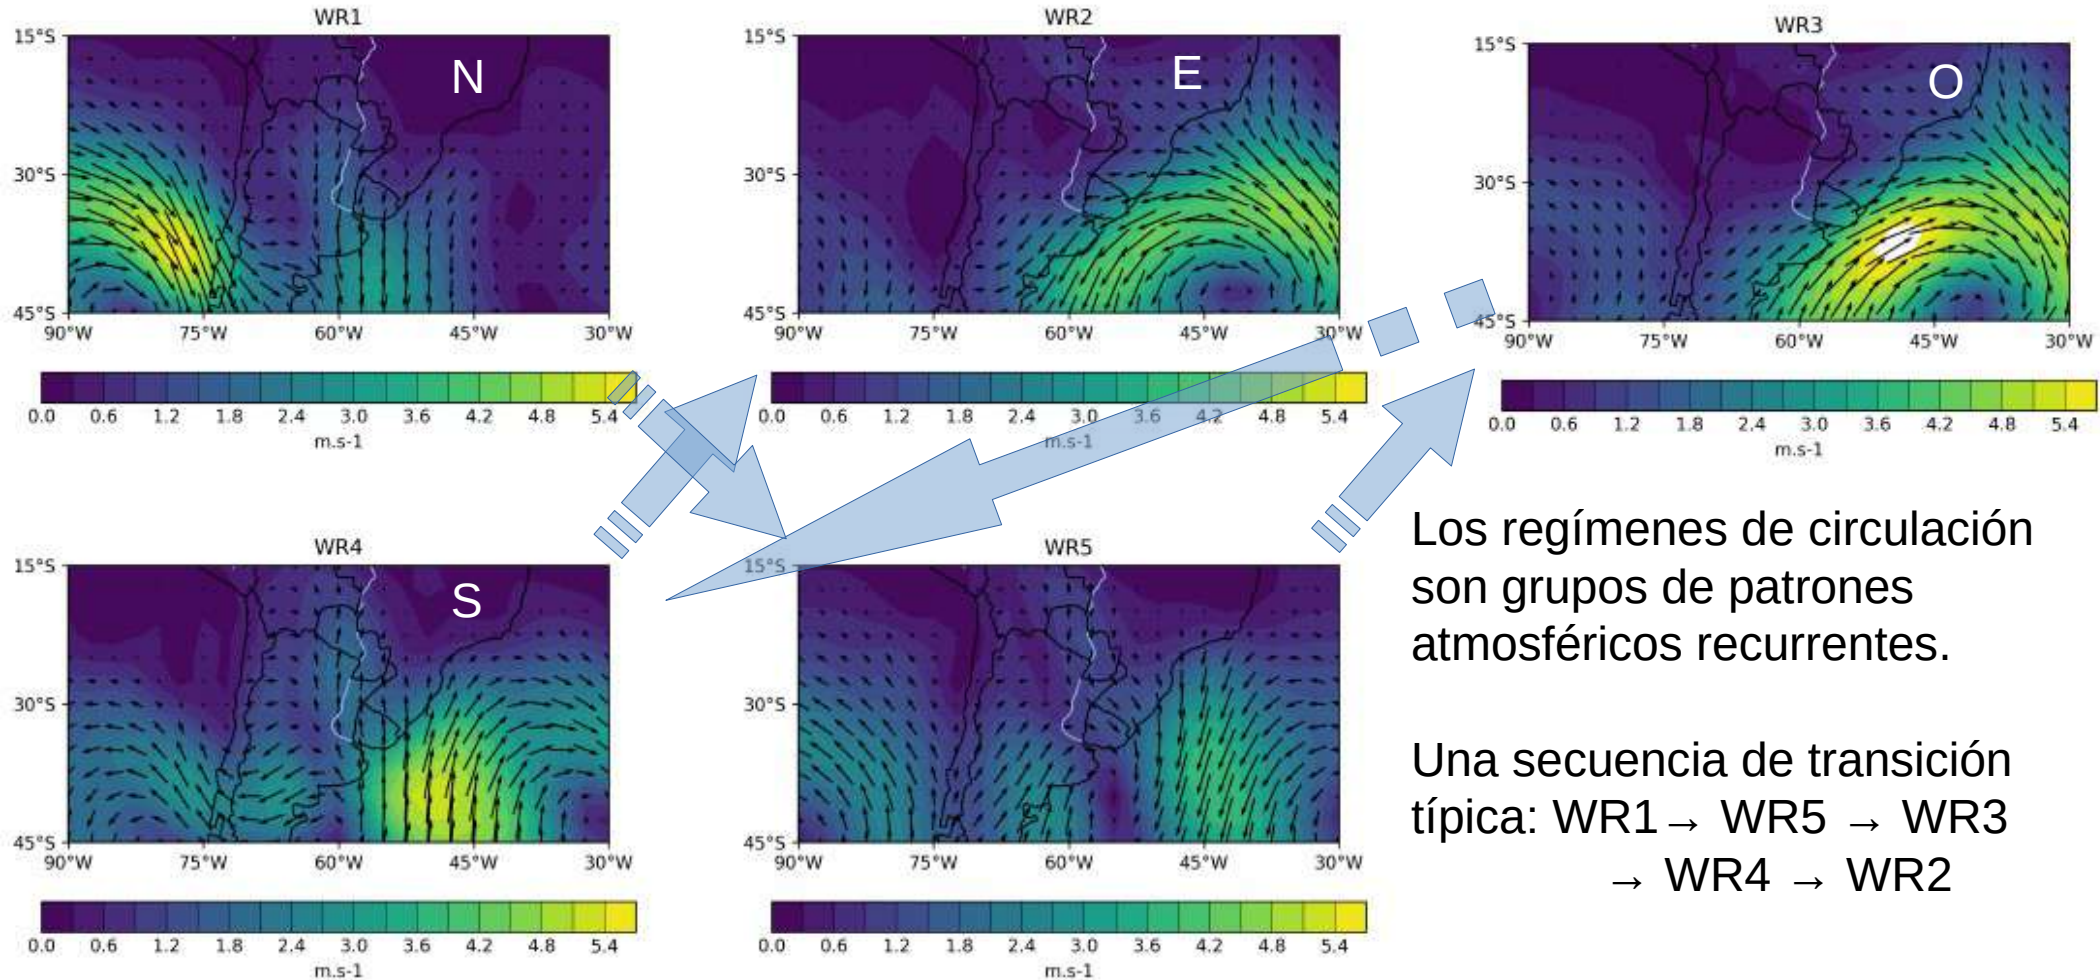 WR1
N
15°S
30°S
45°S
90°W 75°W 60°W 45°W 30°W
0.0 0.6 1.2 1.8 2.4 3.0 3.6 4.2 4.8 5.4
m.s-1
WR2
E
15°S
30°S
45°S
90°W 75°W 60°W 45°W 30°W
0.0 0.6 1.2 1.8 2.4 3.0 3.6 4.2 4.8 5.4
m.s-1
WR3
O
15°S
30°S
45°S
90°W 75°W 60°W 45°W 30°W
0.0 0.6 1.2 1.8 2.4 3.0 3.6 4.2 4.8 5.4
m.s-1
WR4
S
15°S
30°S
45°S
90°W 75°W 60°W 45°W 30°W
0.0 0.6 1.2 1.8 2.4 3.0 3.6 4.2 4.8 5.4
m.s-1
WR5
15°S
30°S
45°S
90°W 75°W 60°W 45°W 30°W
0.0 0.6 1.2 1.8 2.4 3.0 3.6 4.2 4.8 5.4
m.s-1
Los regímenes de circulación
son grupos de patrones
atmosféricos recurrentes.
Una secuencia de transición
típica: WR1→ WR5 → WR3
→ WR4 → WR2